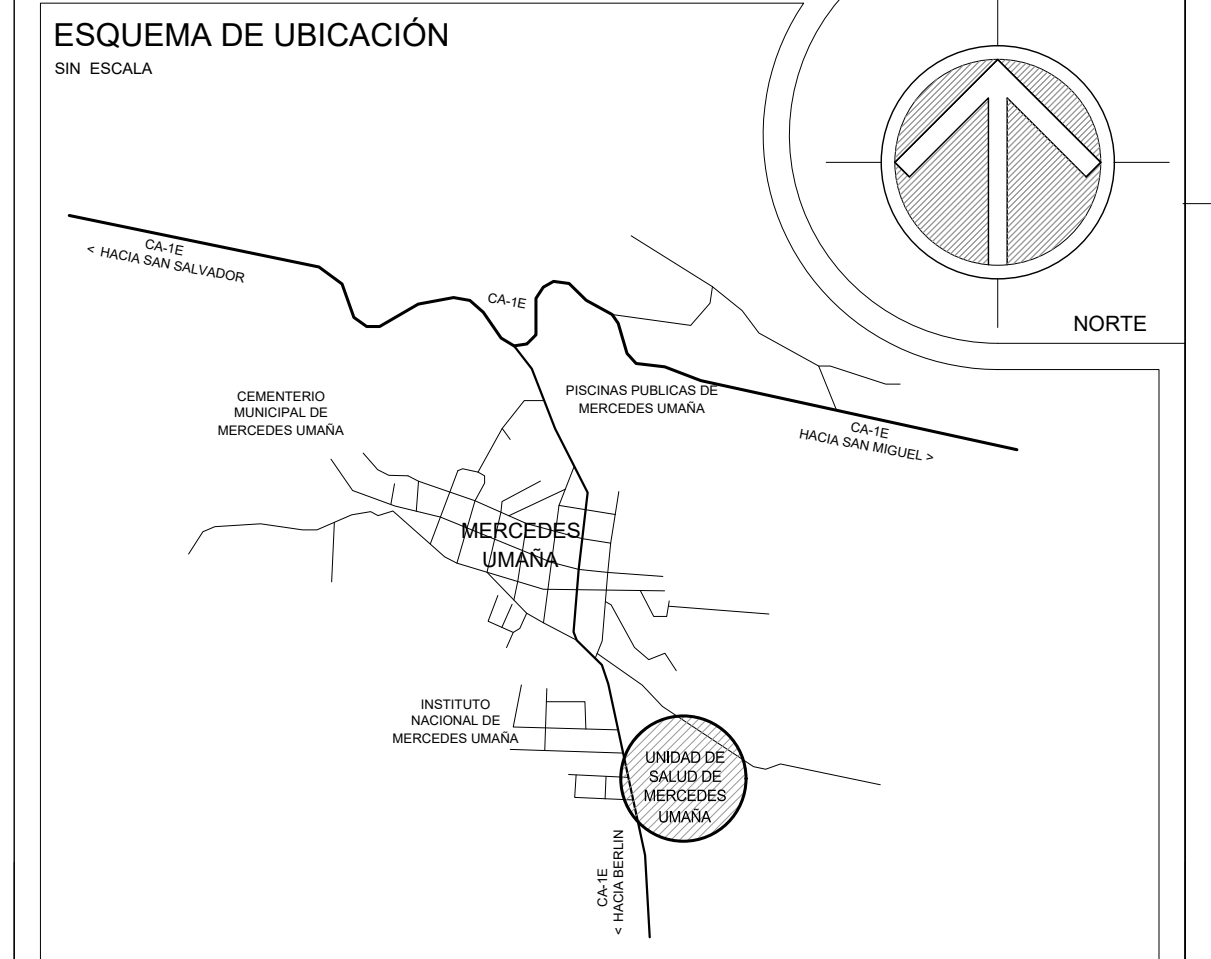 ESQUEMA DE UBICACIÓN
SIN ESCALA
NORTE
CA-1E
< HACIA SAN SALVADOR
CA-1E
PISCINAS PUBLICAS DE
MERCEDES UMAÑA
CEMENTERIO
MUNICIPAL DE
MERCEDES UMAÑA
CA-1E
HACIA SAN MIGUEL >
MERCEDES
UMAÑA
INSTITUTO
NACIONAL DE
MERCEDES UMAÑA
UNIDAD DE
SALUD DE
MERCEDES
UMAÑA
CA-1E
< HACIA BERLIN